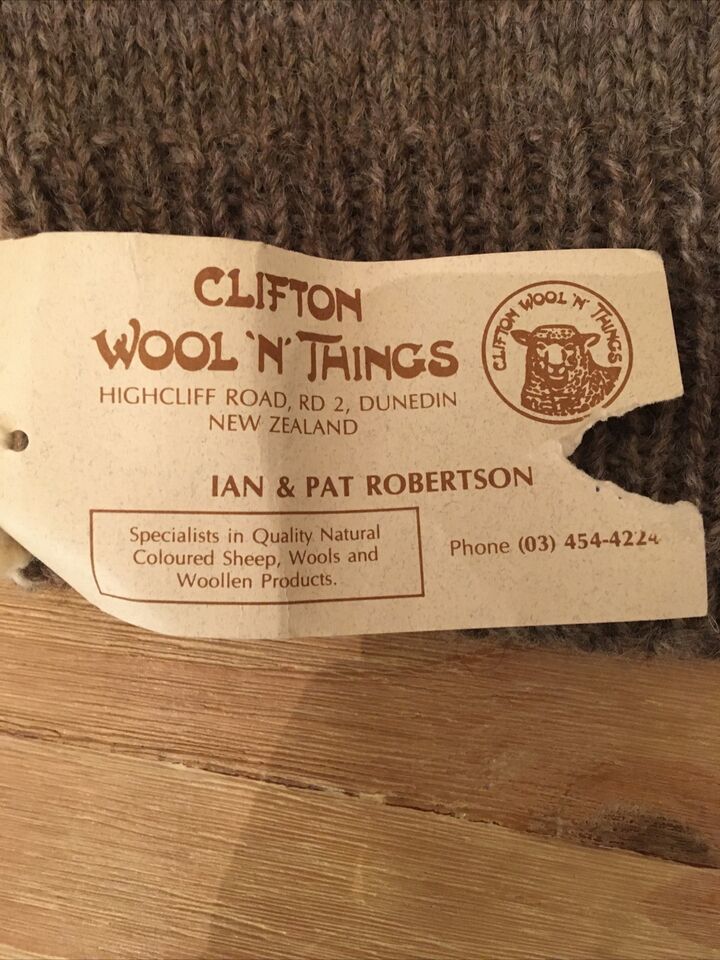 CLIFTON
WOOL 'N' THINGS
HIGHCLIFF ROAD, RD 2, DUNEDIN
NEW ZEALAND
CLIFTON WOOL 'N' THINGS
IAN & PAT ROBERTSON
Specialists in Quality Natural
Coloured Sheep, Wools and
Woollen Products.
Phone (03) 454-4224